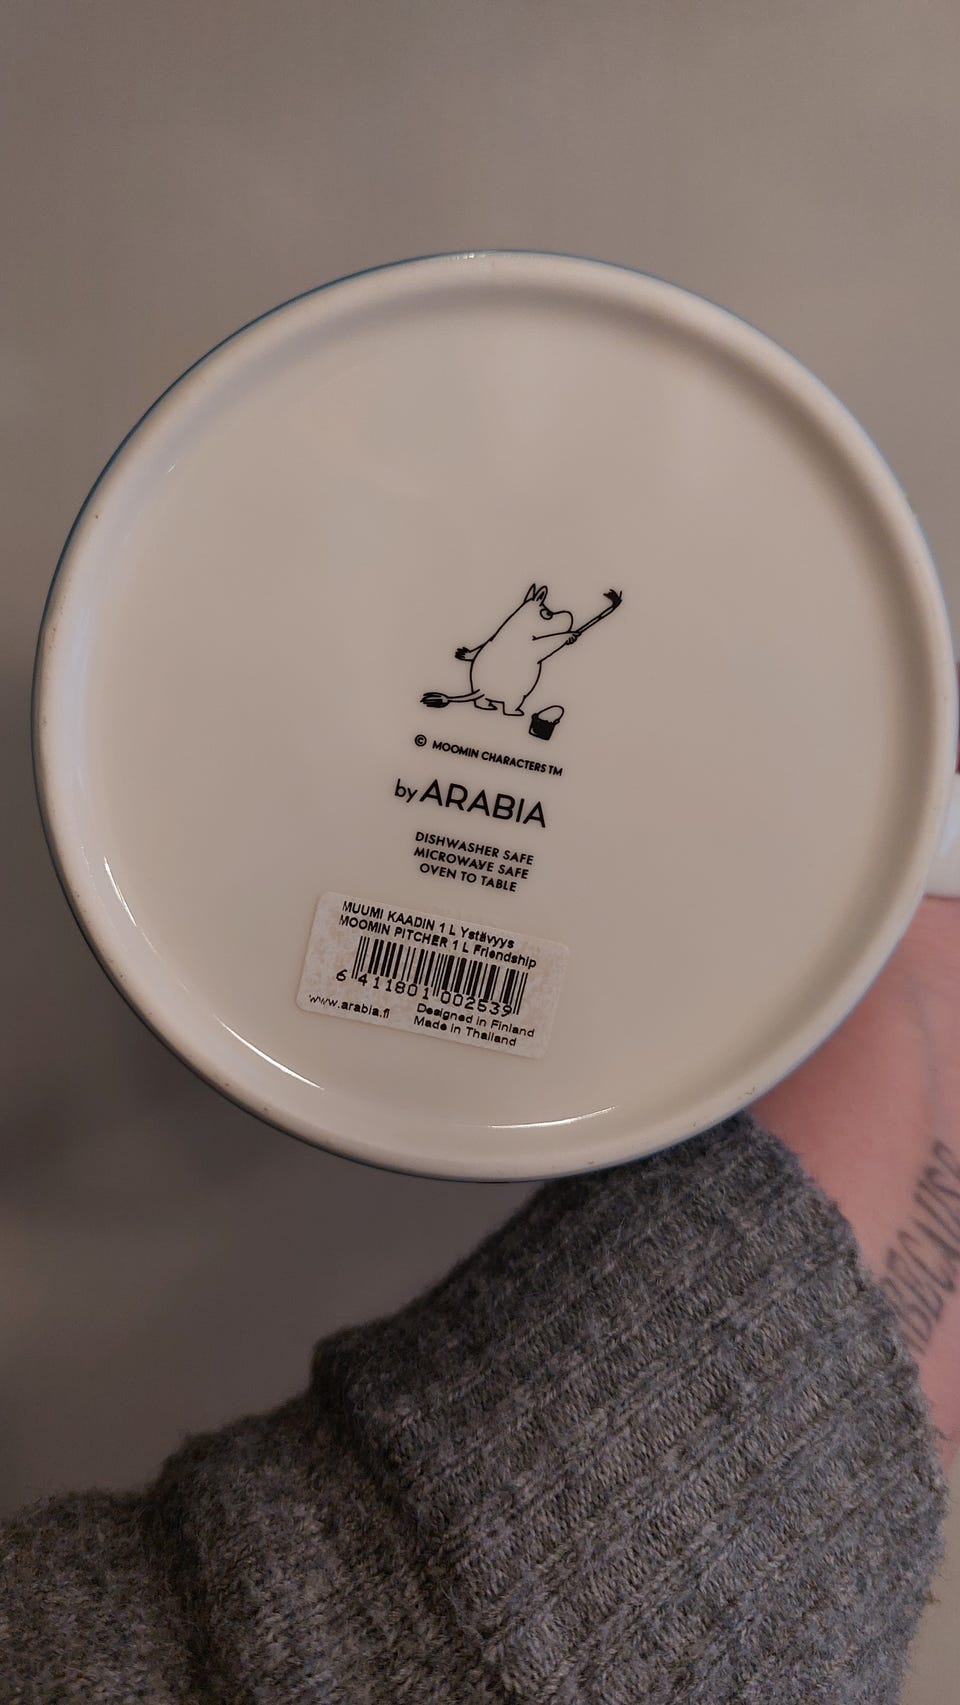 © MOOMIN CHARACTERS TM
by ARABIA
DISHWASHER SAFE
MICROWAVE SAFE
OVEN TO TABLE
MUUMI KAADIN 1 L Ystävyys
MOOMIN PITCHER 1 L Friendship
6 411801 002539
www.arabia.fi
Designed in Finland
Made in Thailand
BECAUSE